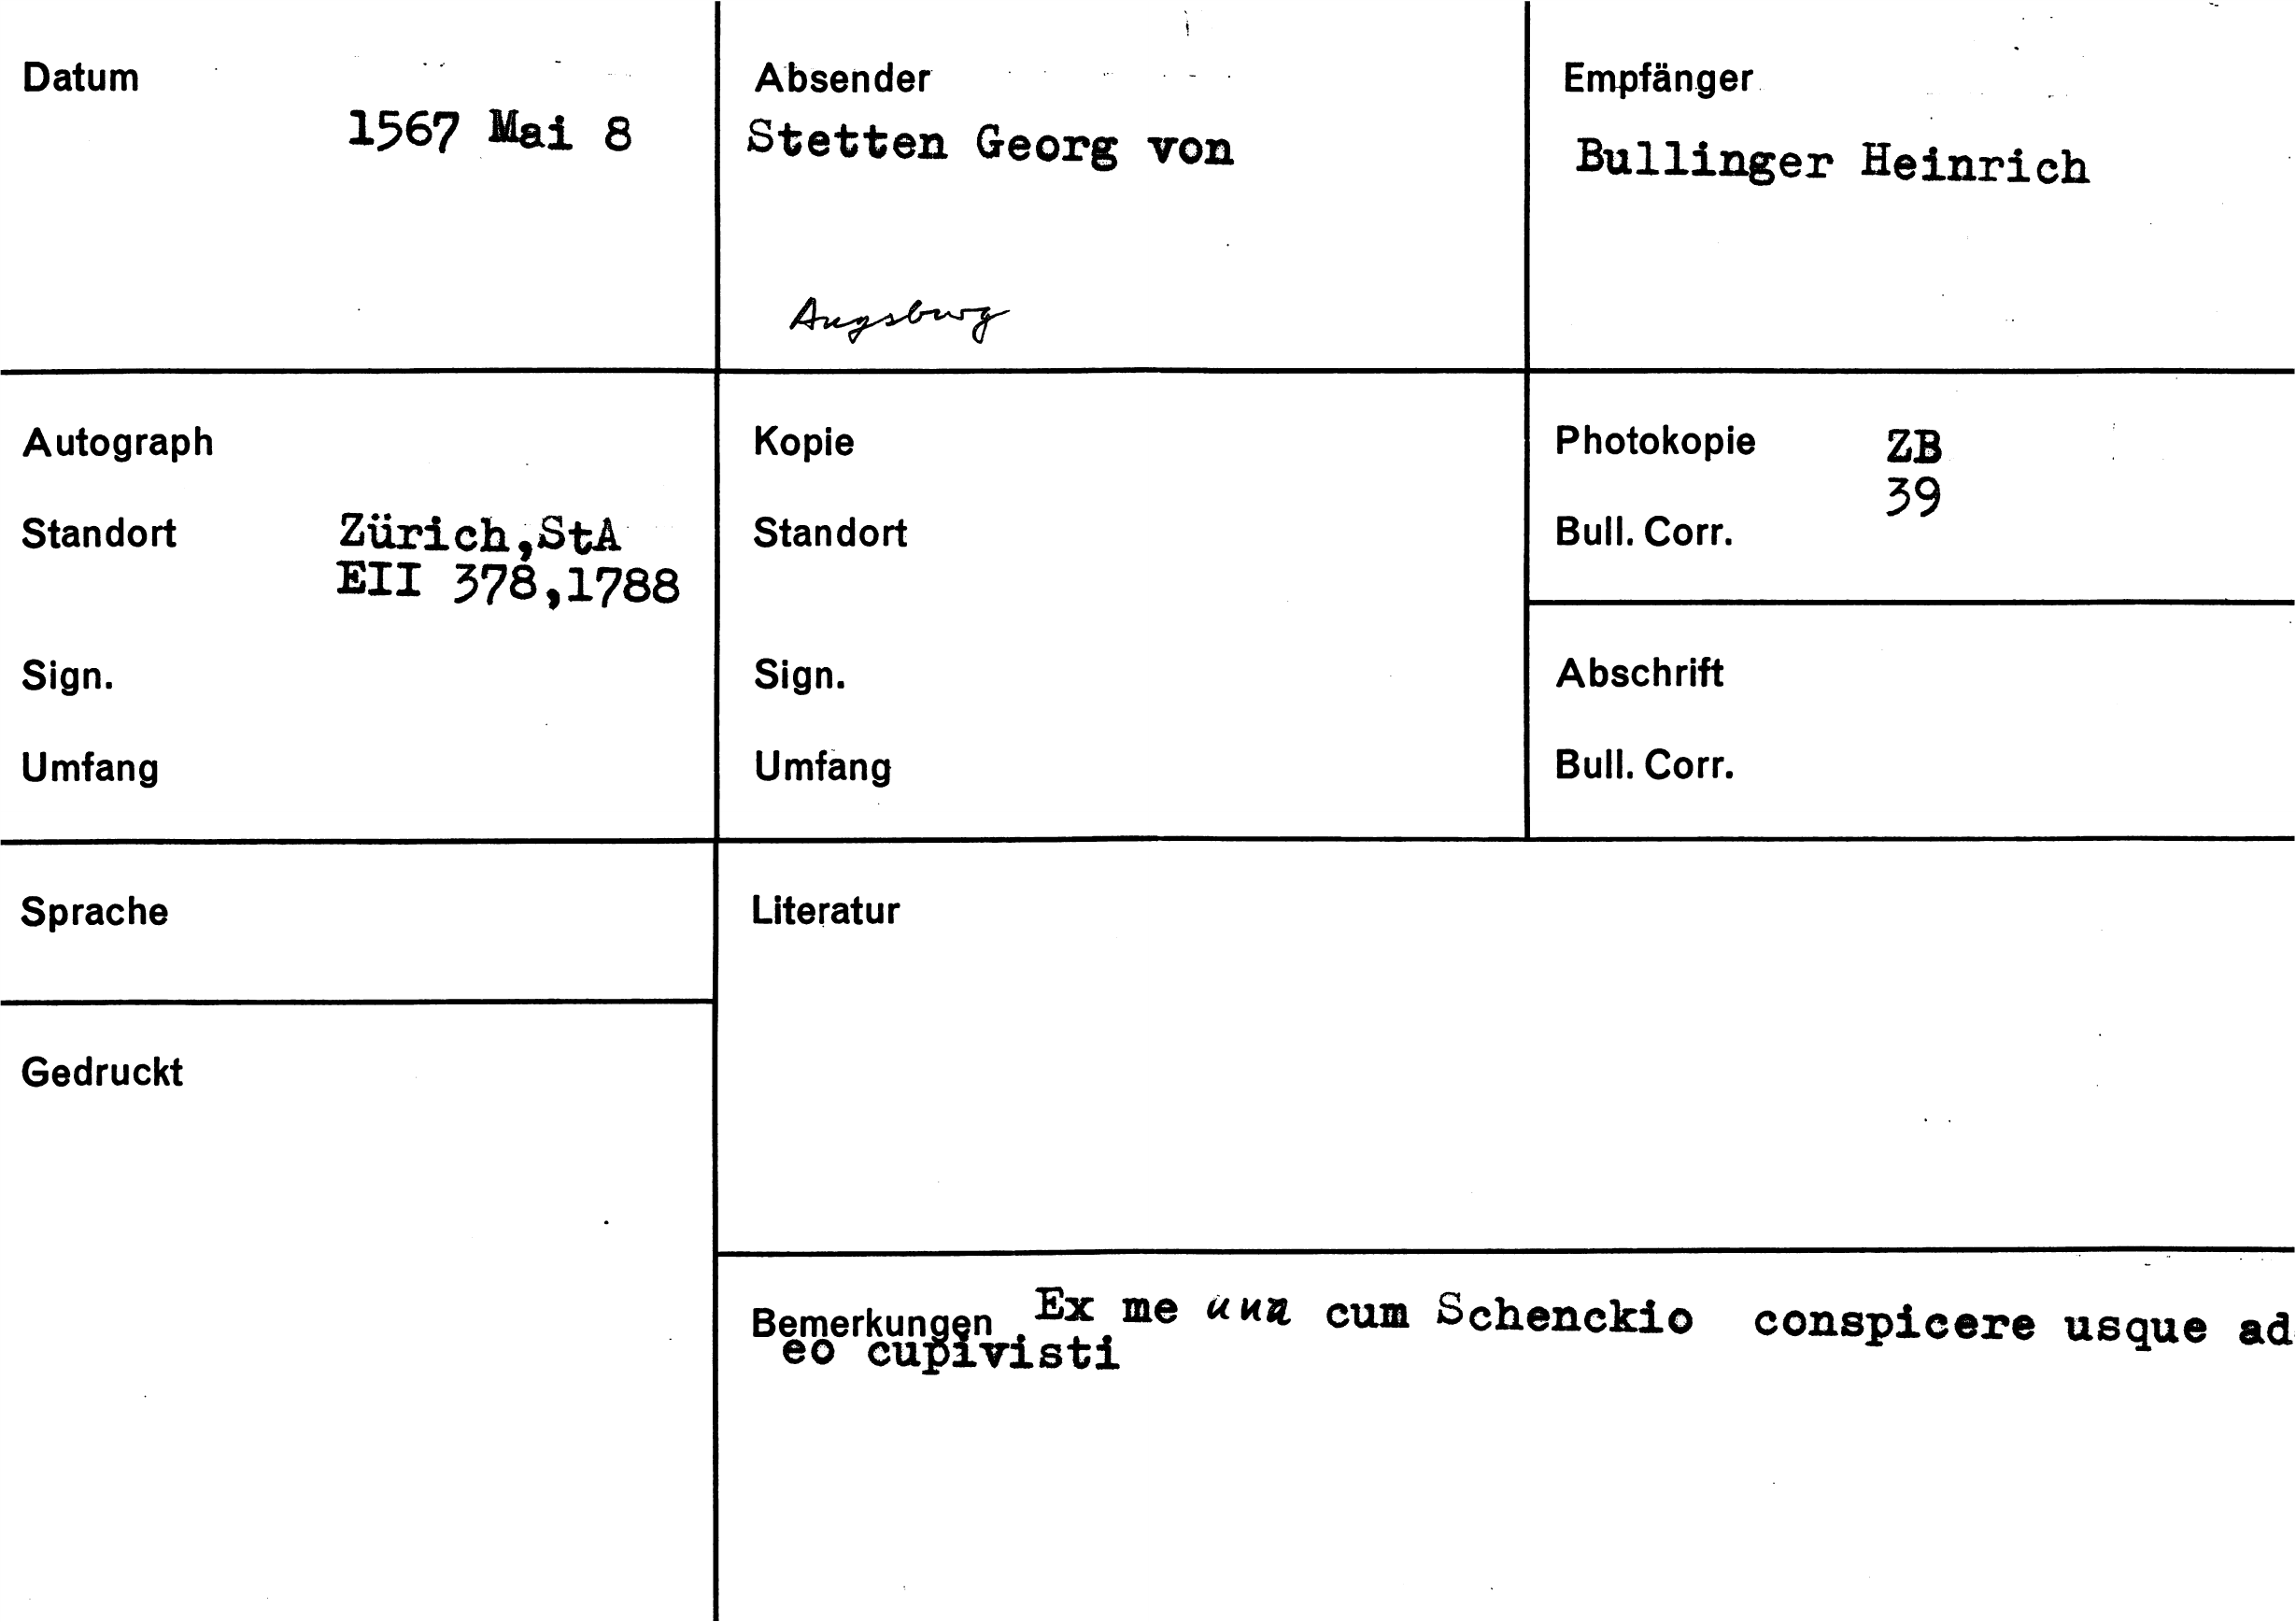 Datum
1567 Mai 8
Absender
Stetten Georg von
Augsburg
Empfänger
Bullinger Heinrich
Autograph
Standort Zürich,StA
EII 378,1788
Sign.
Umfang
Kopie
Standort
Sign.
Umfang
Photokopie ZB
39
Bull. Corr.
Abschrift
Bull. Corr.
Sprache
Gedruckt
Literatur
Bemerkungen Ex me una cum Schenckio conspicere usque ad
eo cupivisti